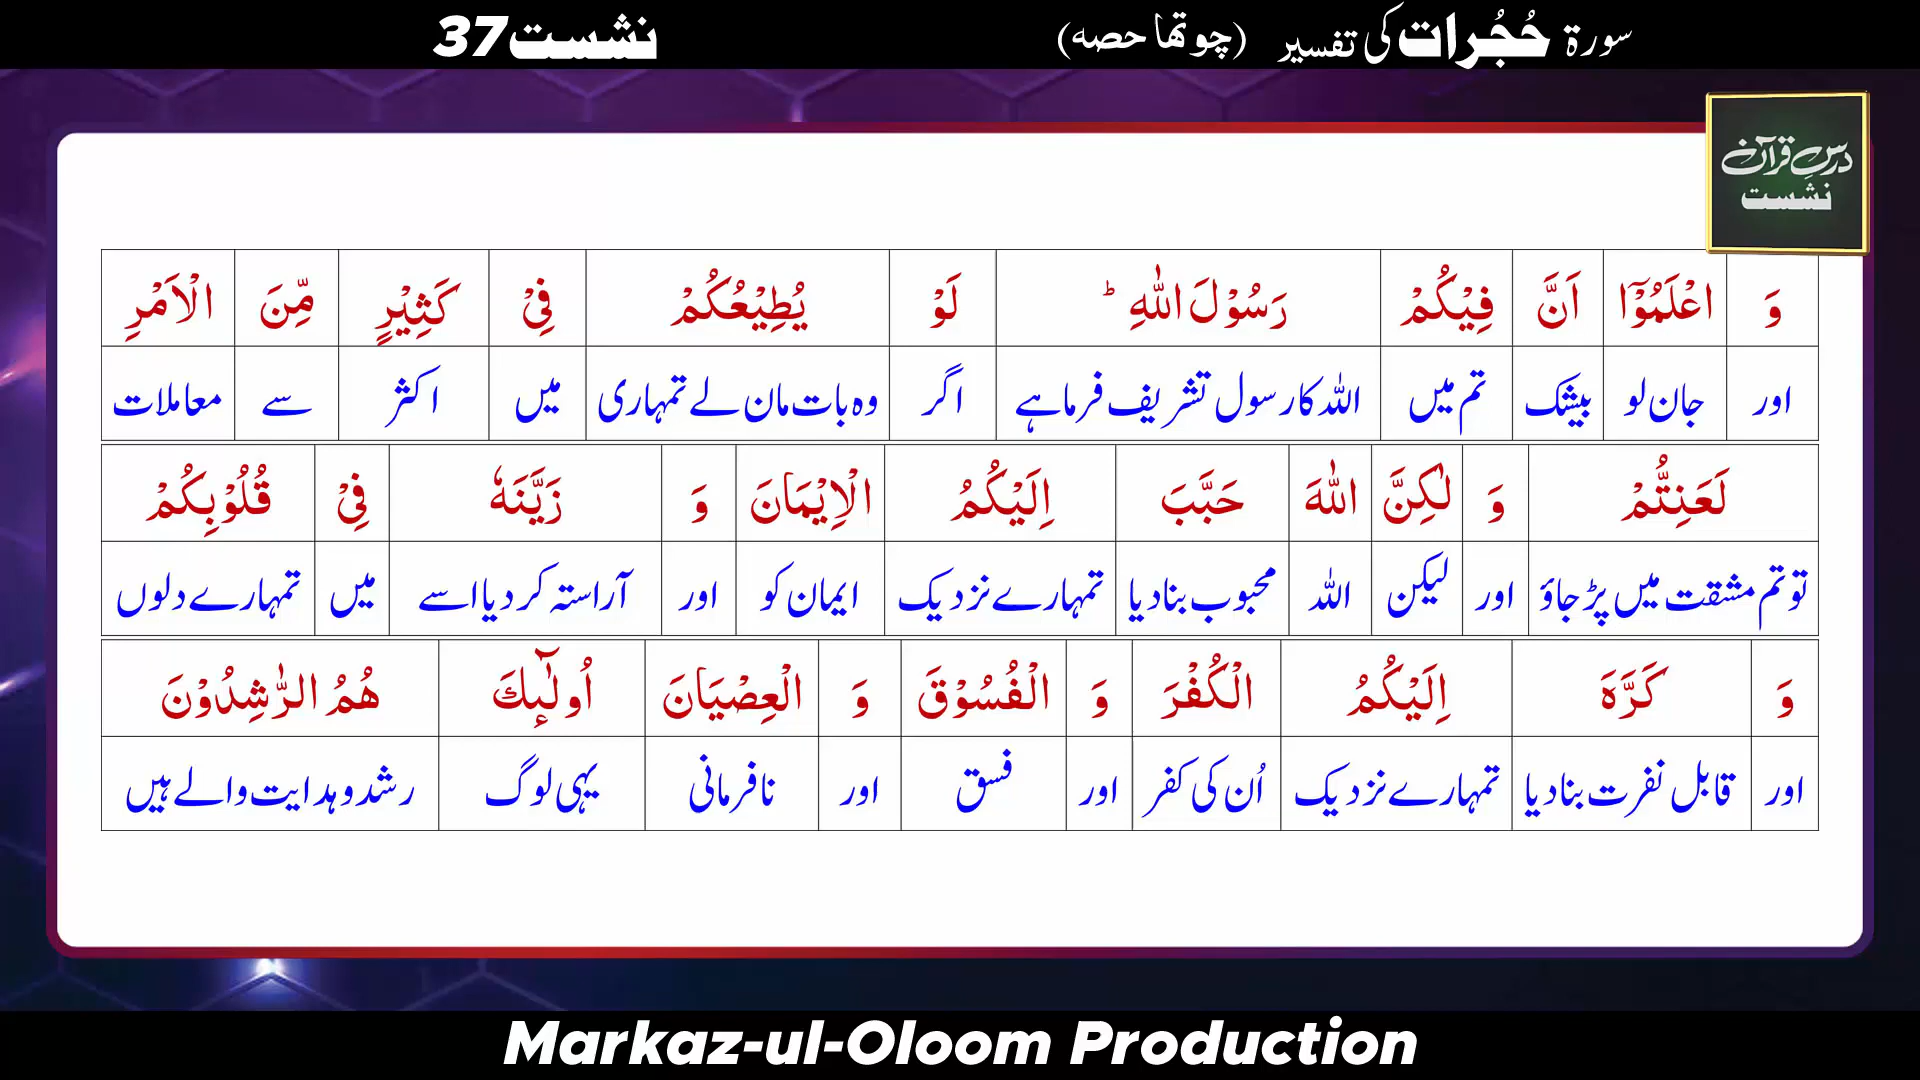 سورۃ حُجُرات کی تفسیر (چوتھا حصہ) نشست37
درسِ قرآن
نشست
وَ اعْلَمُوْۤا اَنَّ فِیْكُمْ رَسُوْلَ اللّٰهِ ؕ لَوْ یُطِیْعُكُمْ فِیْ كَثِیْرٍ مِّنَ الْاَمْرِ
اور جان لو بیشک تم میں اللہ کا رسول تشریف فرما ہے اگر وہ بات مان لے تمہاری میں اکثر سے معاملات
لَعَنِتُّمْ وَ لٰكِنَّ اللّٰهَ حَبَّبَ اِلَیْكُمُ الْاِیْمَانَ وَ زَیَّنَهٗ فِیْ قُلُوْبِكُمْ
تو تم مشقت میں پڑ جاؤ اور لیکن اللہ محبوب بنا دیا تمہارے نزدیک ایمان کو اور آراستہ کر دیا اسے میں تمہارے دلوں
وَ كَرَّهَ اِلَیْكُمُ الْكُفْرَ وَ الْفُسُوْقَ وَ الْعِصْیَانَ اُولٰٓىِٕكَ هُمُ الرّٰشِدُوْنَ
اور قابل نفرت بنا دیا تمہارے نزدیک اُن کی کفر اور فسق اور نافرمانی یہی لوگ رشد و ہدایت والے ہیں
Markaz-ul-Oloom Production